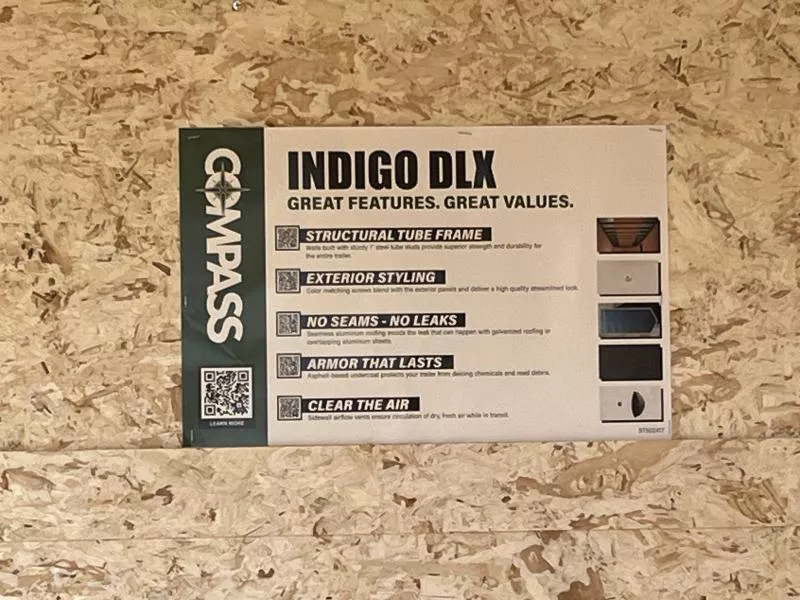 COMPASS
LEARN MORE
INDIGO DLX
GREAT FEATURES. GREAT VALUES.
STRUCTURAL TUBE FRAME
Walls built with sturdy 1" steel tube studs provide superior strength and durability for
the entire trailer.
EXTERIOR STYLING
Color matching screws blend with the exterior panels and deliver a high quality streamlined look.
NO SEAMS - NO LEAKS
Seamless aluminum roofing avoids the leak that can happen with galvanized roofing or
overlapping aluminum sheets.
ARMOR THAT LASTS
Asphalt-based undercoat protects your trailer from deicing chemicals and road debris.
CLEAR THE AIR
Sidewall airflow vents ensure circulation of dry, fresh air while in transit.